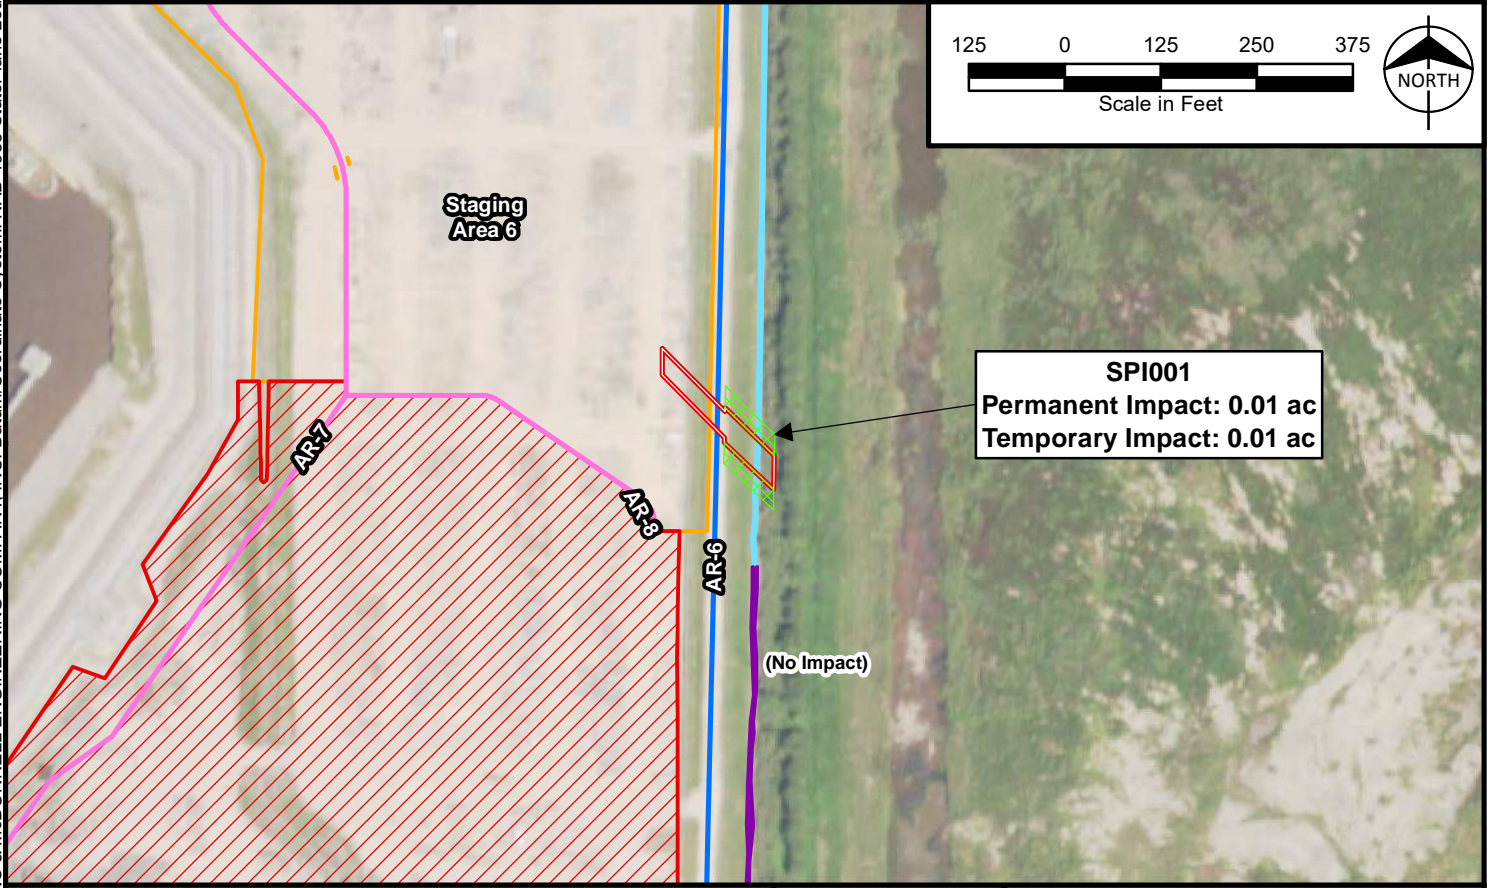 125 0 125 250 375
Scale in Feet
NORTH
Staging
Area 6
SPI001
Permanent Impact: 0.01 ac
Temporary Impact: 0.01 ac
AR-7
AR-8
AR-6
(No Impact)